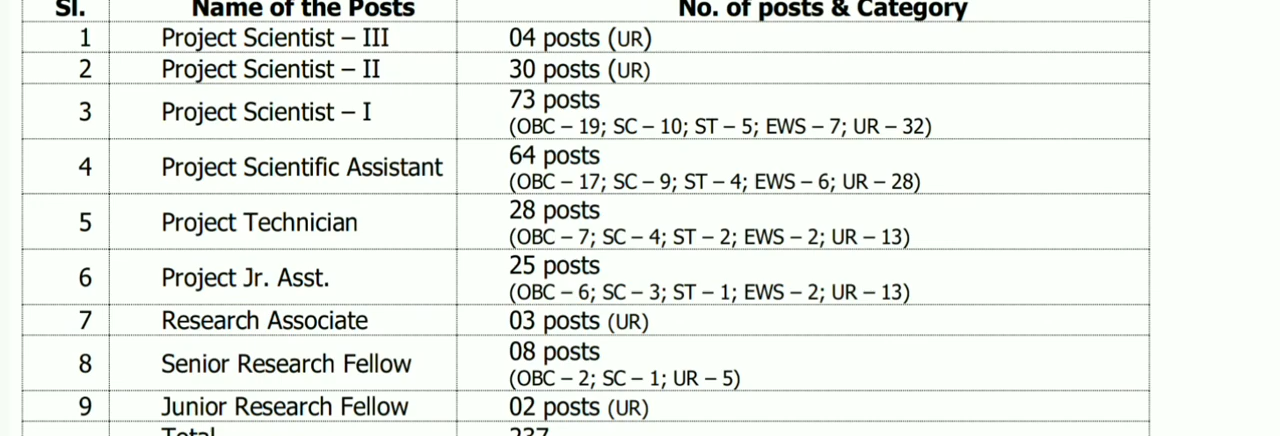 Sl. Name of the Posts No. of posts & Category
1 Project Scientist – III 04 posts (UR)
2 Project Scientist – II 30 posts (UR)
3 Project Scientist – I 73 posts
(OBC – 19; SC – 10; ST – 5; EWS – 7; UR – 32)
4 Project Scientific Assistant 64 posts
(OBC – 17; SC – 9; ST – 4; EWS – 6; UR – 28)
5 Project Technician 28 posts
(OBC – 7; SC – 4; ST – 2; EWS – 2; UR – 13)
6 Project Jr. Asst. 25 posts
(OBC – 6; SC – 3; ST – 1; EWS – 2; UR – 13)
7 Research Associate 03 posts (UR)
8 Senior Research Fellow 08 posts
(OBC – 2; SC – 1; UR – 5)
9 Junior Research Fellow 02 posts (UR)
Total 237